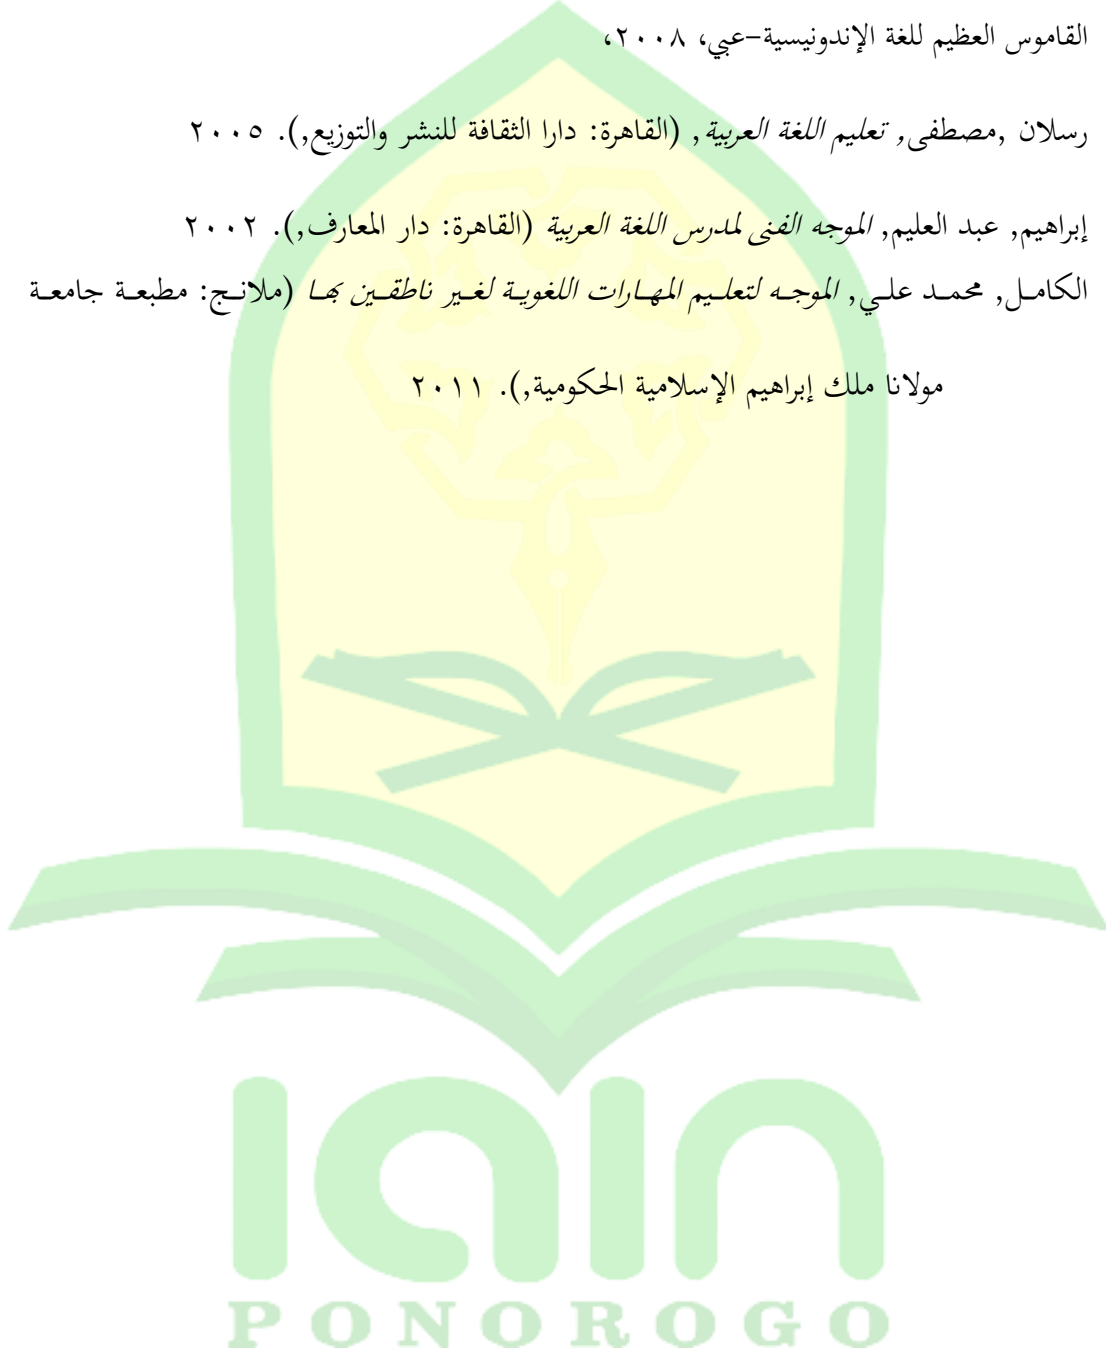 القاموس العظيم للغة الإندونيسية-عبي، ٢٠٠٨،
رسلان ,مصطفى, تعليم اللغة العربية, (القاهرة: دارا الثقافة للنشر والتوزيع,). ٢٠٠٥
إبراهيم, عبد العليم, الموجه الفنى لمدرس اللغة العربية (القاهرة: دار المعارف,). ٢٠٠٢
الكامل, محمد علي, الموجه لتعليم المهارات اللغوية لغير ناطقين بها (ملانج: مطبعة جامعة
مولانا ملك إبراهيم الإسلامية الحكومية,). ٢٠١١
iain
PONOROGO